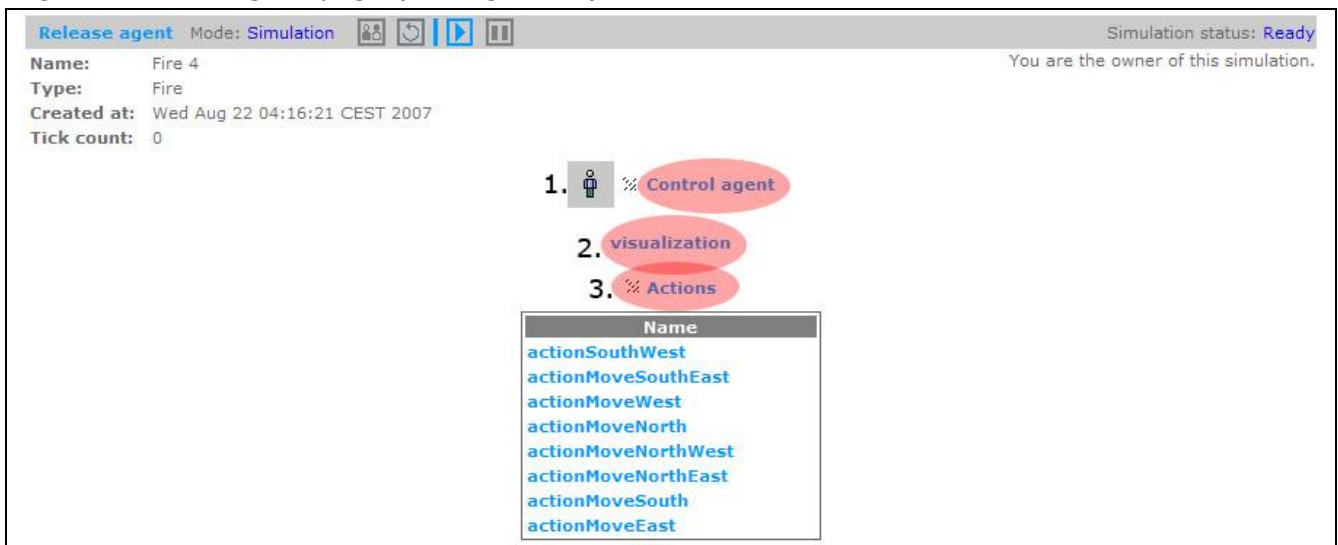 Release agent Mode: Simulation Simulation status: Ready
Name: Fire 4 You are the owner of this simulation.
Type: Fire
Created at: Wed Aug 22 04:16:21 CEST 2007
Tick count: 0
1. Control agent
2. visualization
3. Actions
Name
actionSouthWest
actionMoveSouthEast
actionMoveWest
actionMoveNorth
actionMoveNorthWest
actionMoveNorthEast
actionMoveSouth
actionMoveEast